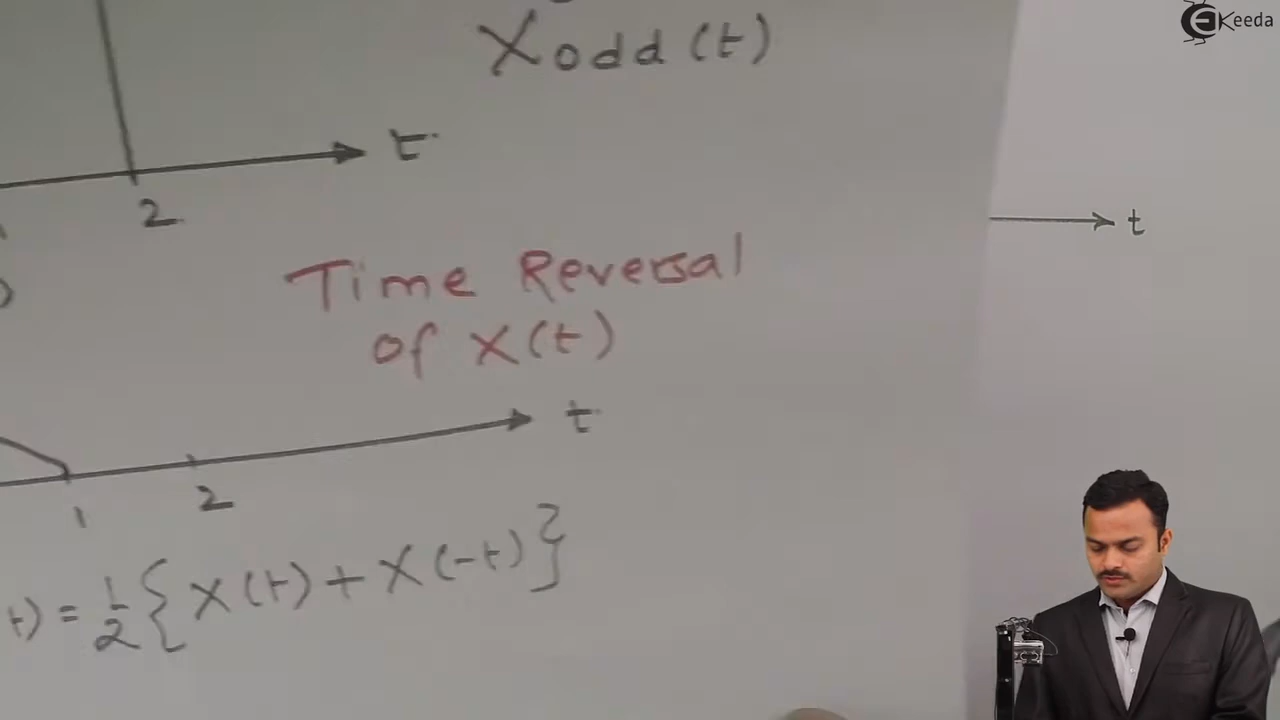 Keeda
Xodd(t)
t
2
t
Time Reversal
of X(t)
t
1 2
t) = 1/2 { X(t) + X(-t) }